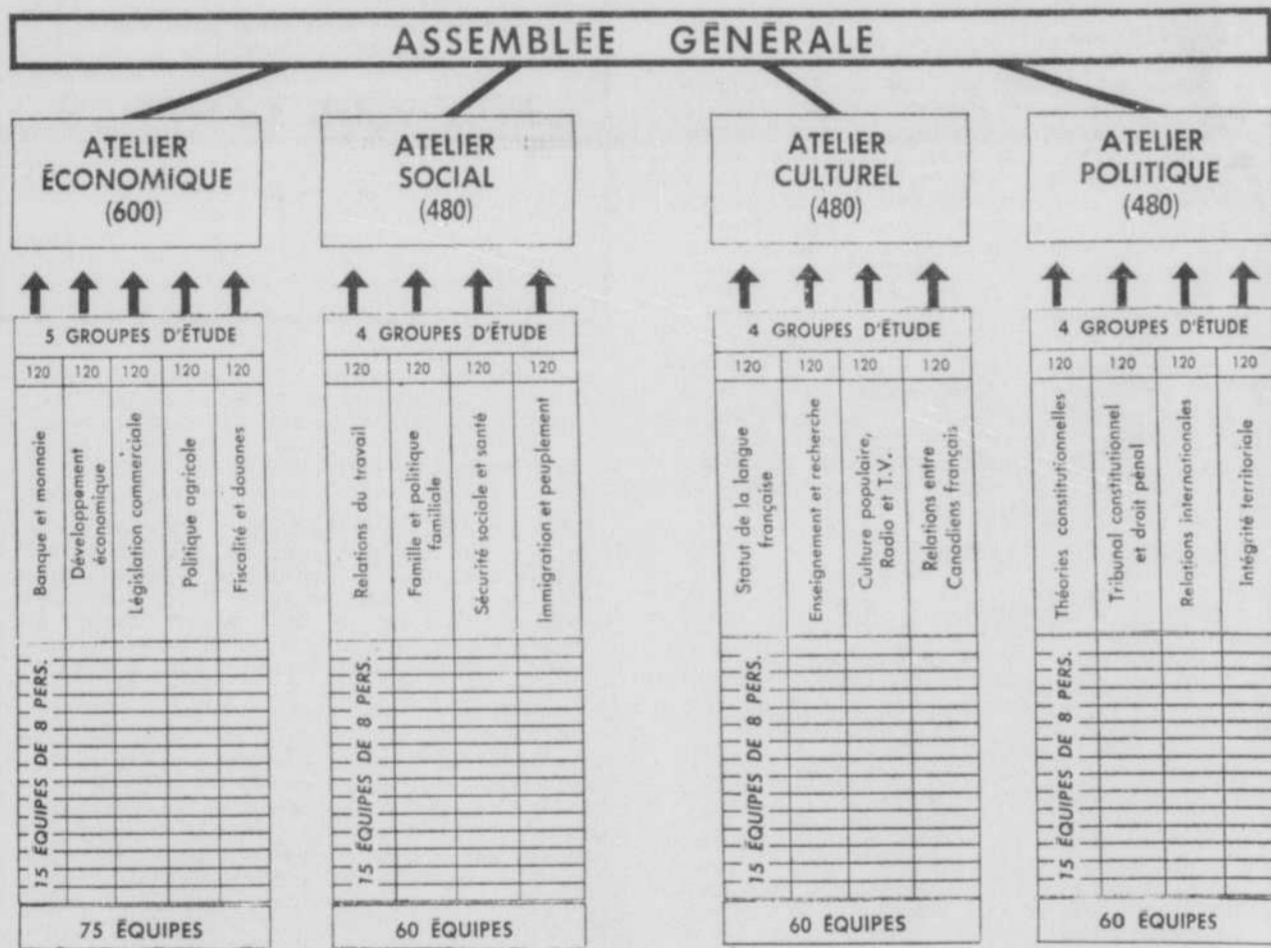 ASSEMBLÉE GÉNÉRALE
ATELIER
ÉCONOMIQUE
(600)
5 GROUPES D'ÉTUDE
120 120 120 120 120
Banque et monnaie
Développement
économique
Législation commerciale
Politique agricole
Fiscalité et douanes
15 ÉQUIPES DE 8 PERS.
75 ÉQUIPES
ATELIER
SOCIAL
(480)
4 GROUPES D'ÉTUDE
120 120 120 120
Relations du travail
Famille et politique
familiale
Sécurité sociale et santé
Immigration et peuplement
15 ÉQUIPES DE 8 PERS.
60 ÉQUIPES
ATELIER
CULTUREL
(480)
4 GROUPES D'ÉTUDE
120 120 120 120
Statut de la langue
française
Enseignement et recherche
Culture populaire,
Radio et T.V.
Relations entre
Canadiens français
15 ÉQUIPES DE 8 PERS.
60 ÉQUIPES
ATELIER
POLITIQUE
(480)
4 GROUPES D'ÉTUDE
120 120 120 120
Théories constitutionnelles
Tribunal constitutionnel
et droit pénal
Relations internationales
Intégrité territoriale
15 ÉQUIPES DE 8 PERS.
60 ÉQUIPES